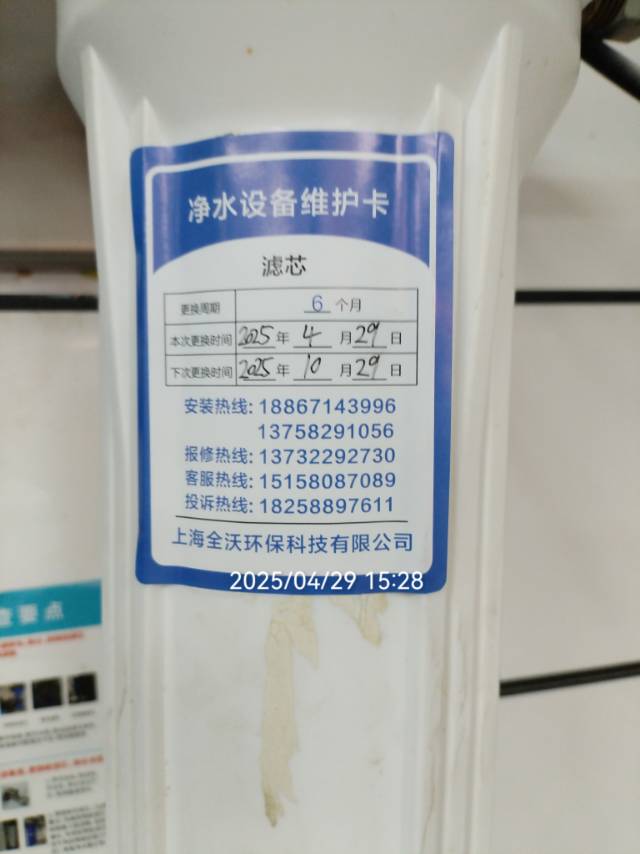 净水设备维护卡
滤芯
更换周期 6 个月
本次更换时间 2025 年 4 月 29 日
下次更换时间 2025 年 10 月 29 日
安装热线: 18867143996
13758291056
报修热线: 13732292730
客服热线: 15158087089
投诉热线: 18258897611
上海全沃环保科技有限公司
2025/04/29 15:28
查要点